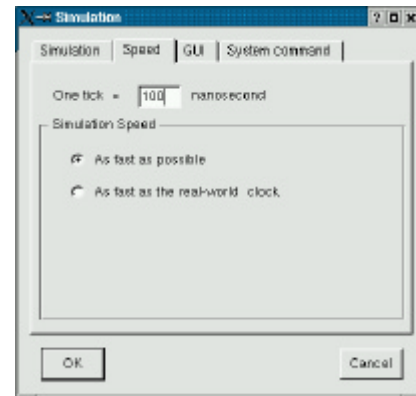 Simulation
Simulation Speed GUI System command
One tick = 100 nanosecond
Simulation Speed
As fast as possible
As fast as the real-world clock
OK Cancel